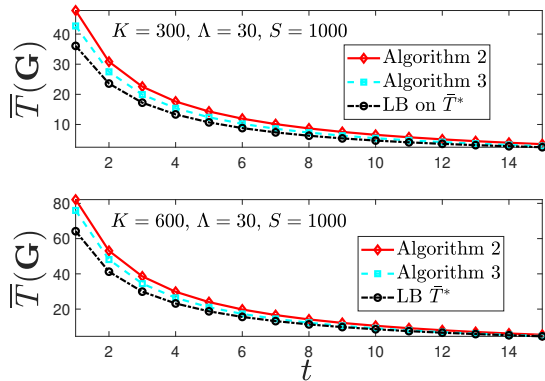 K = 300, Λ = 30, S = 1000
T̅(G)
40
30
20
10
Algorithm 2
Algorithm 3
LB on T̄*
2 4 6 8 10 12 14
K = 600, Λ = 30, S = 1000
T̅(G)
80
60
40
20
Algorithm 2
Algorithm 3
LB T̄*
2 4 6 8 10 12 14
t